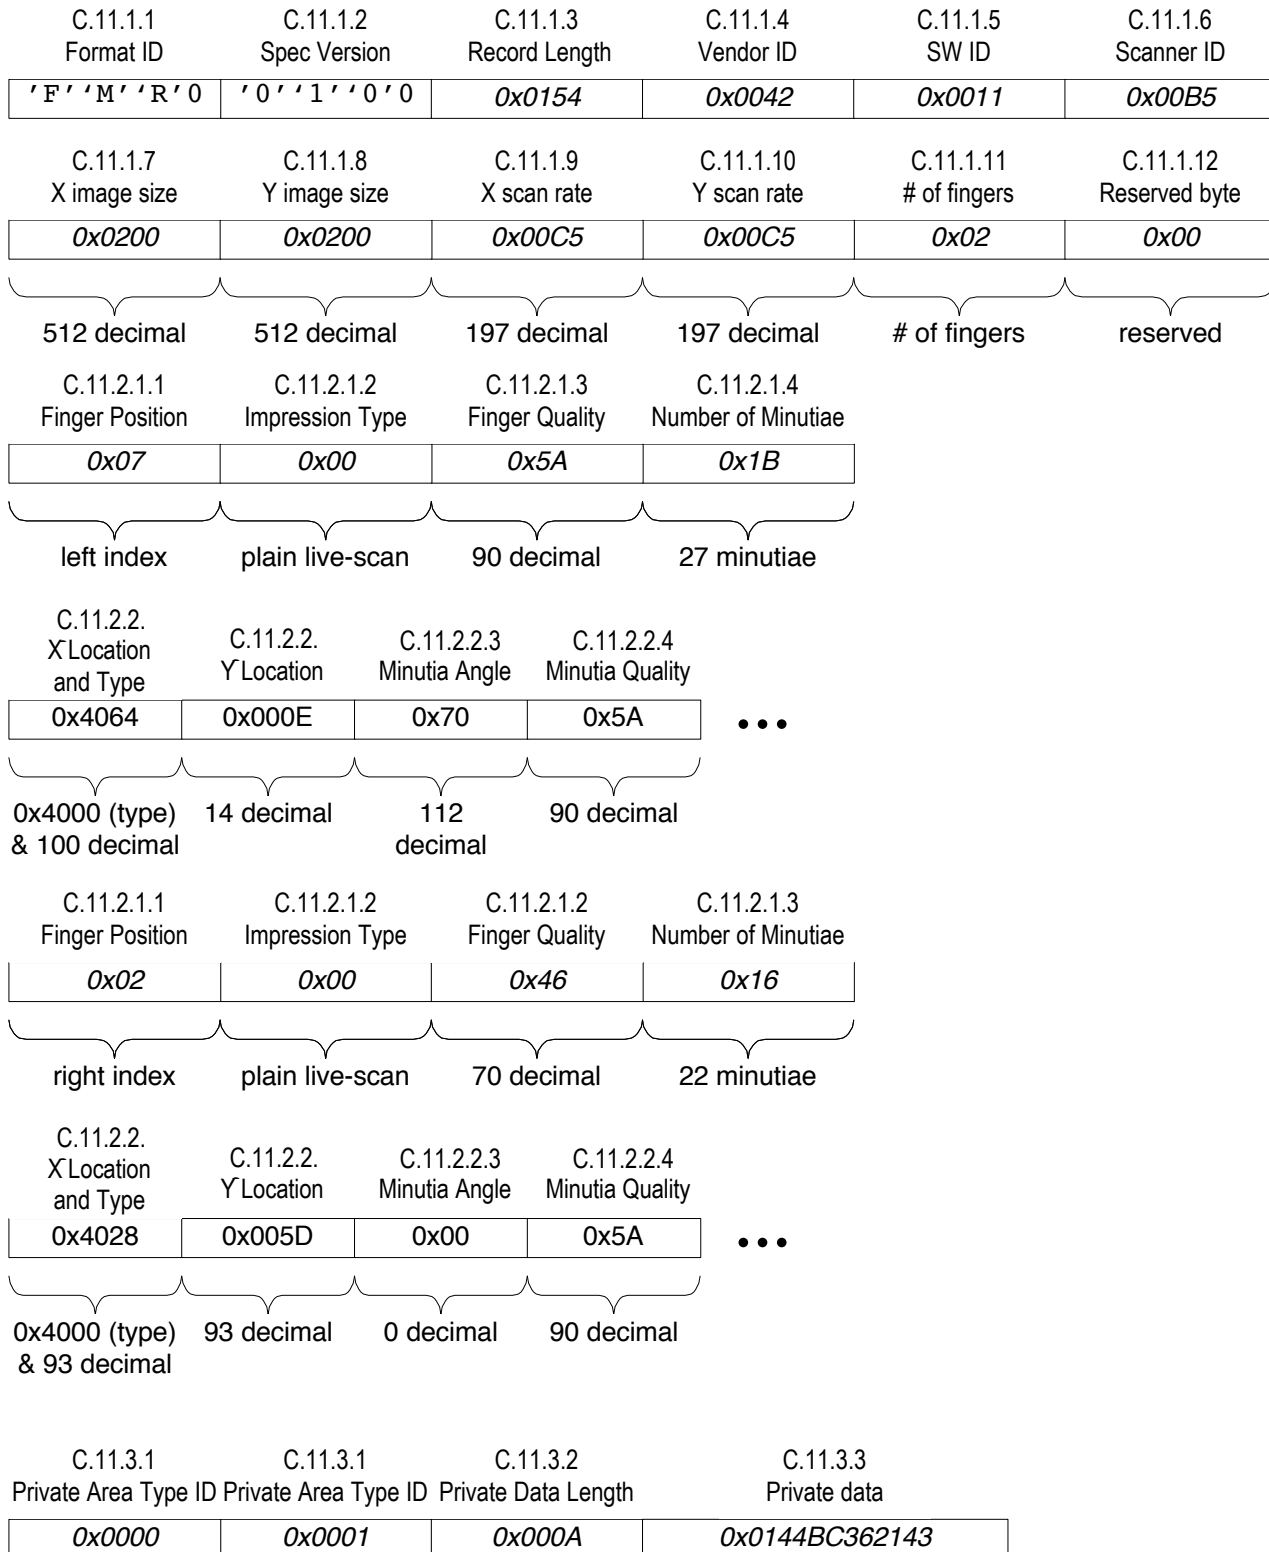 C.11.1.1 C.11.1.2 C.11.1.3 C.11.1.4 C.11.1.5 C.11.1.6
Format ID Spec Version Record Length Vendor ID SW ID Scanner ID
’F’‘M’‘R’0 ’0’‘1’‘0’0 0x0154 0x0042 0x0011 0x00B5
C.11.1.7 C.11.1.8 C.11.1.9 C.11.1.10 C.11.1.11 C.11.1.12
X image size Y image size X scan rate Y scan rate # of fingers Reserved byte
0x0200 0x0200 0x00C5 0x00C5 0x02 0x00
512 decimal 512 decimal 197 decimal 197 decimal # of fingers reserved
C.11.2.1.1 C.11.2.1.2 C.11.2.1.3 C.11.2.1.4
Finger Position Impression Type Finger Quality Number of Minutiae
0x07 0x00 0x5A 0x1B
left index plain live-scan 90 decimal 27 minutiae
C.11.2.2.
X Location
and Type
C.11.2.2.
Y Location
C.11.2.2.3
Minutia Angle
C.11.2.2.4
Minutia Quality
0x4064 0x000E 0x70 0x5A •••
0x4000 (type)
& 100 decimal
14 decimal
112
decimal
90 decimal
C.11.2.1.1 C.11.2.1.2 C.11.2.1.2 C.11.2.1.3
Finger Position Impression Type Finger Quality Number of Minutiae
0x02 0x00 0x46 0x16
right index plain live-scan 70 decimal 22 minutiae
C.11.2.2.
X Location
and Type
C.11.2.2.
Y Location
C.11.2.2.3
Minutia Angle
C.11.2.2.4
Minutia Quality
0x4028 0x005D 0x00 0x5A •••
0x4000 (type)
& 93 decimal
93 decimal
0 decimal
90 decimal
C.11.3.1 C.11.3.1 C.11.3.2 C.11.3.3
Private Area Type ID Private Area Type ID Private Data Length Private data
0x0000 0x0001 0x000A 0x0144BC362143